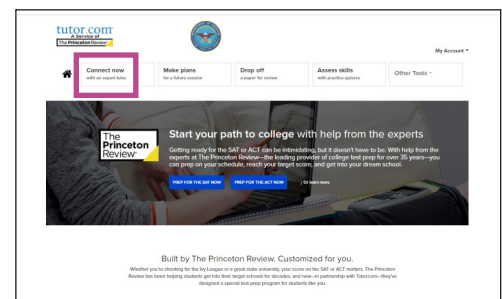 tutor.com
A Service of
The Princeton Review
My Account
Connect now
with an expert tutor
Make plans
for a future session
Drop off
a paper for review
Assess skills
with practice quizzes
Other Tools
The
Princeton
Review
Start your path to college with help from the experts
Getting ready for the SAT or ACT can be intimidating, but it doesn't have to be. With help from the
experts at The Princeton Review—the leading provider of college test prep for over 35 years—you
can prep on your schedule, reach your target score, and get into your dream school.
PREP FOR THE SAT NOW
PREP FOR THE ACT NOW
Or learn more
Built by The Princeton Review. Customized for you.
Whether you're shooting for the Ivy League or a great state university, your score on the SAT or ACT matters. The Princeton
Review has been helping students get into their target schools for decades, and now—in partnership with Tutor.com—they've
designed a special test-prep program for students like you.